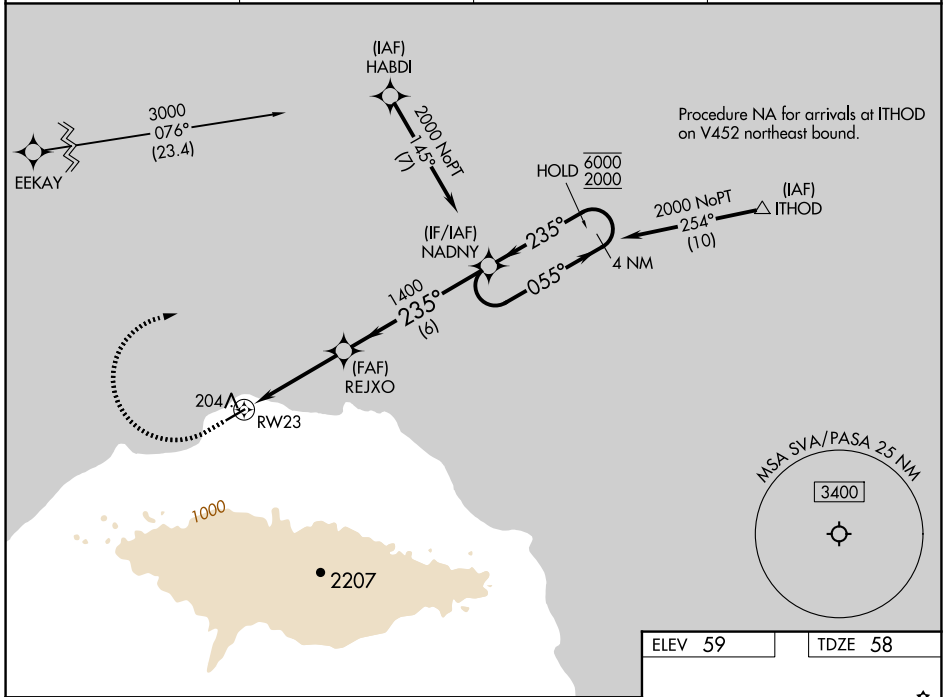 (IAF)
HABDI
3000
076°
(23.4)
EEKAY
2000 NoPT
145°
(7)
Procedure NA for arrivals at ITHOD
on V452 northeast bound.
HOLD 6000
2000
(IAF)
ITHOD
2000 NoPT
254°
(10)
(IF/IAF)
NADNY
235°
055°
4 NM
1400
235°
(6)
(FAF)
REJXO
204
RW23
MSA SVA/PASA 25 NM
3400
1000
2207
ELEV 59
TDZE 58